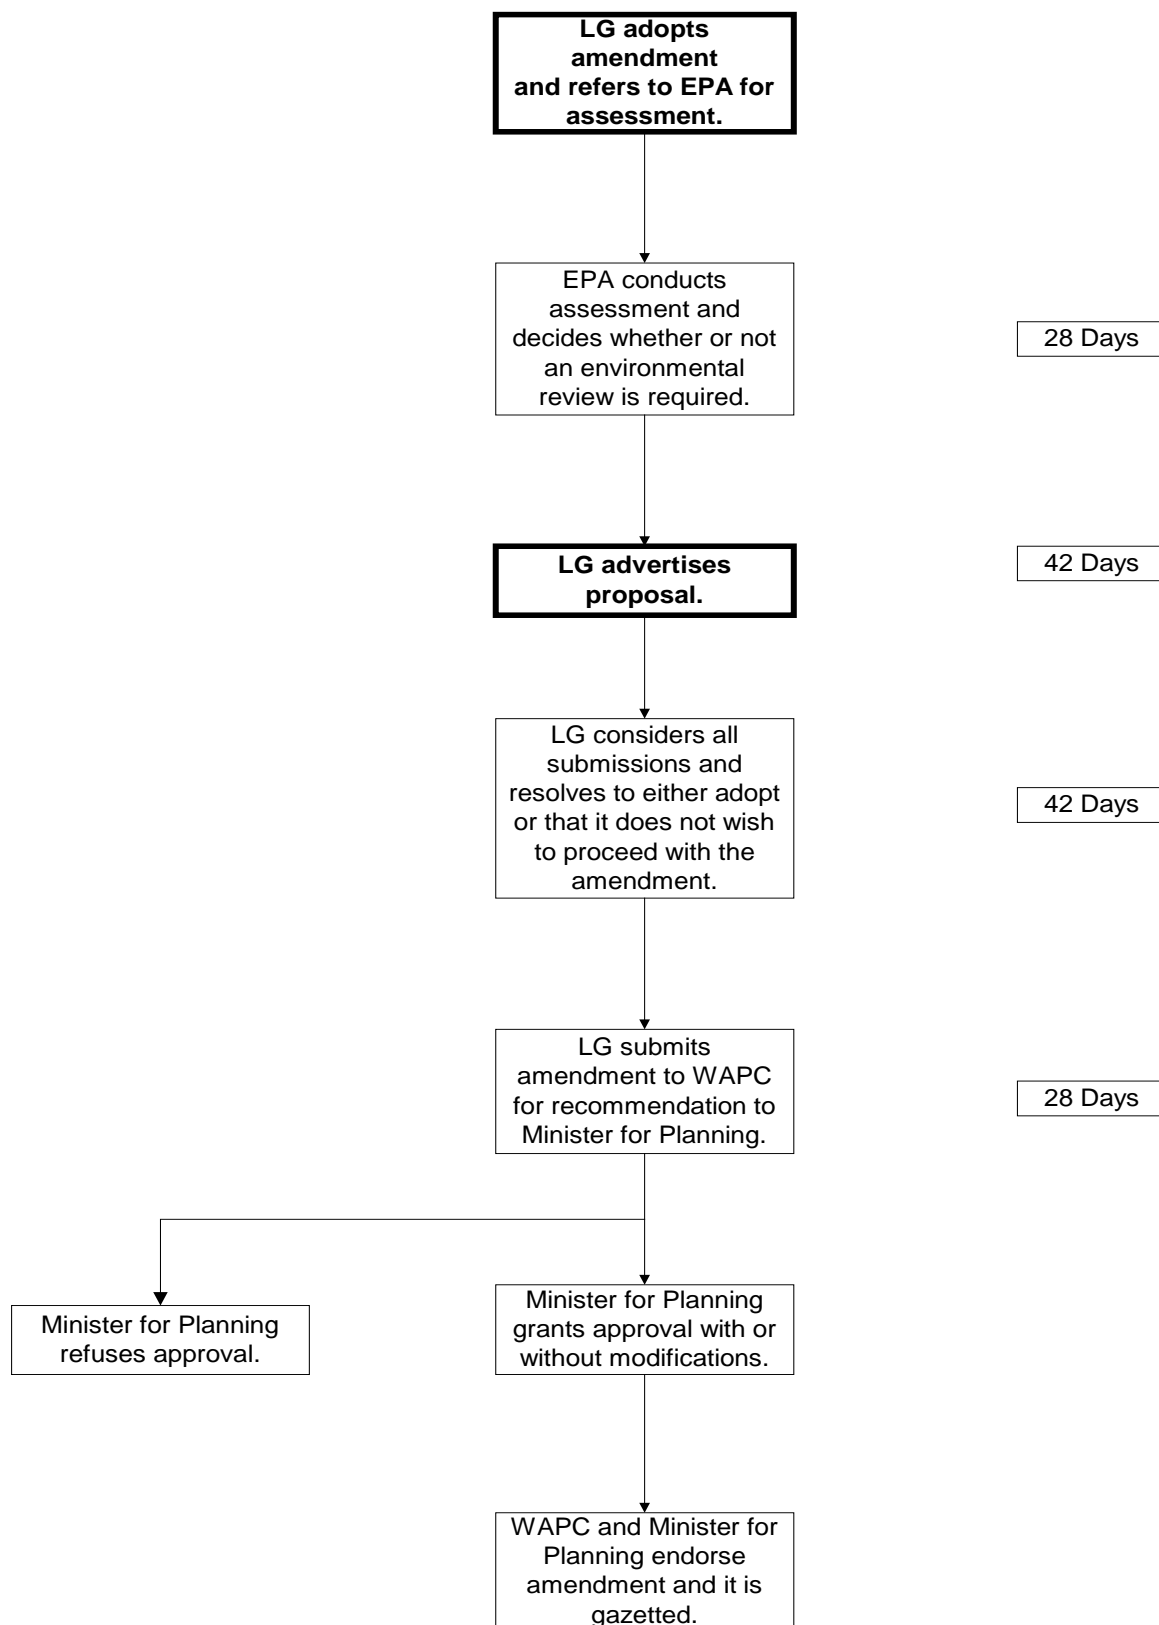 LG adopts
amendment
and refers to EPA for
assessment.
EPA conducts
assessment and
decides whether or not
an environmental
review is required.
28 Days
LG advertises
proposal.
42 Days
LG considers all
submissions and
resolves to either adopt
or that it does not wish
to proceed with the
amendment.
42 Days
LG submits
amendment to WAPC
for recommendation to
Minister for Planning.
28 Days
Minister for Planning
refuses approval.
Minister for Planning
grants approval with or
without modifications.
WAPC and Minister for
Planning endorse
amendment and it is
gazetted.